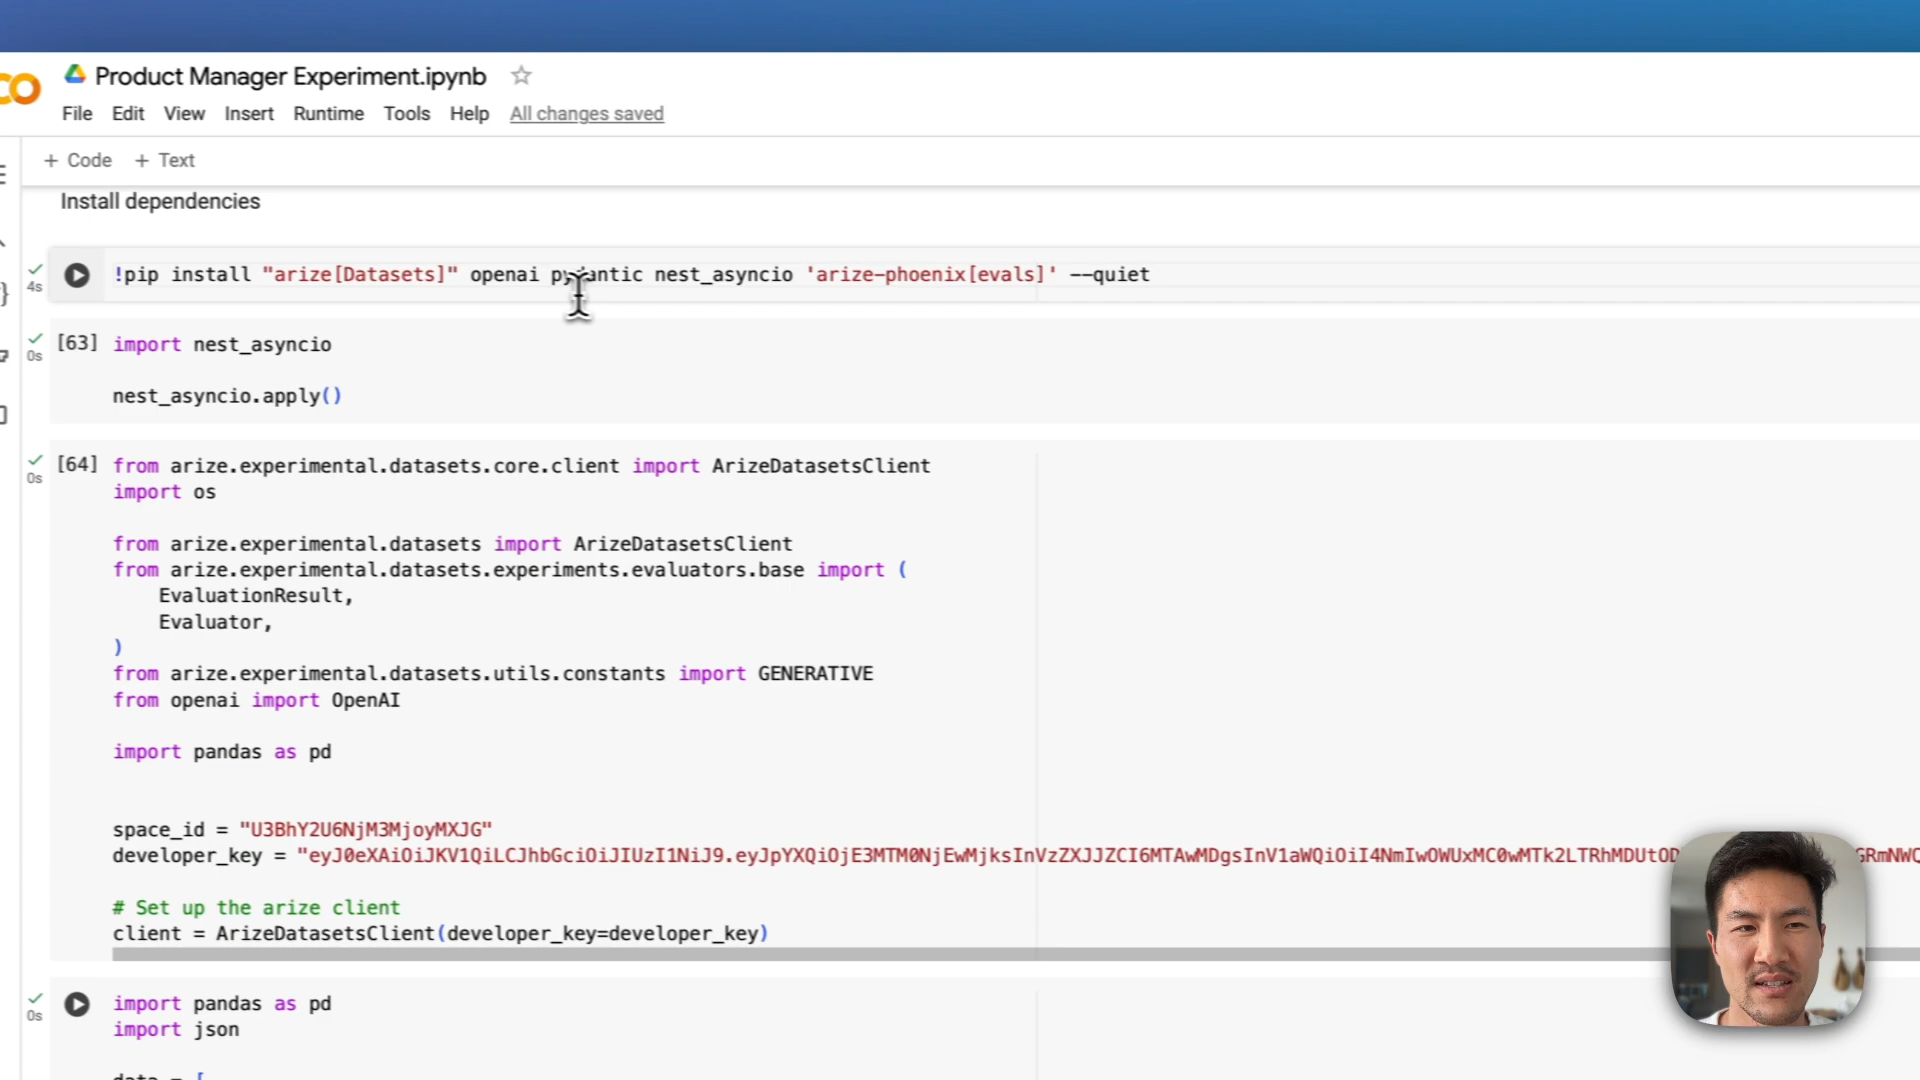 Product Manager Experiment.ipynb
File Edit View Insert Runtime Tools Help All changes saved
+ Code + Text
Install dependencies
4s
!pip install "arize[Datasets]" openai nest_asyncio 'arize-phoenix[evals]' --quiet
[63] import nest_asyncio
0s
nest_asyncio.apply()
[64] from arize.experimental.datasets.core.client import ArizeDatasetsClient
0s
import os
from arize.experimental.datasets import ArizeDatasetsClient
from arize.experimental.datasets.experiments.evaluators.base import (
EvaluationResult,
Evaluator,
)
from arize.experimental.datasets.utils.constants import GENERATIVE
from openai import OpenAI
import pandas as pd
space_id = "U3BhY2U6NjM3MjoyMXJG"
developer_key =
# Set up the arize client
client = ArizeDatasetsClient(developer_key=developer_key)
import pandas as pd
0s
import json
data = [